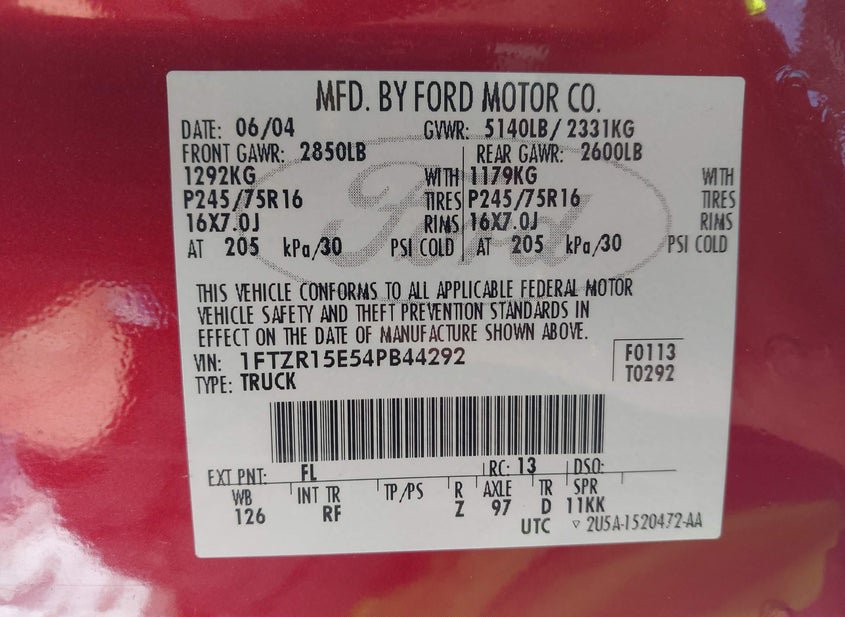 MFD. BY FORD MOTOR CO.
DATE: 06/04 GVWR: 5140LB/ 2331KG
FRONT GAWR: 2850LB REAR GAWR: 2600LB
1292KG WITH 1179KG WITH
P245/75R16 TIRES P245/75R16 TIRES
16X7.0J RIMS 16X7.0J RIMS
AT 205 kPa/30 PSI COLD AT 205 kPa/30 PSI COLD
Ford
THIS VEHICLE CONFORMS TO ALL APPLICABLE FEDERAL MOTOR
VEHICLE SAFETY AND THEFT PREVENTION STANDARDS IN
EFFECT ON THE DATE OF MANUFACTURE SHOWN ABOVE.
VIN: 1FTZR15E54PB44292 F0113
TYPE: TRUCK T0292
EXT PNT: FL RC: 13 DSO:
WB INT TR TP/PS R AXLE TR SPR
126 RF Z 97 D 11KK
UTC ▽ 2U5A-1520472-AA